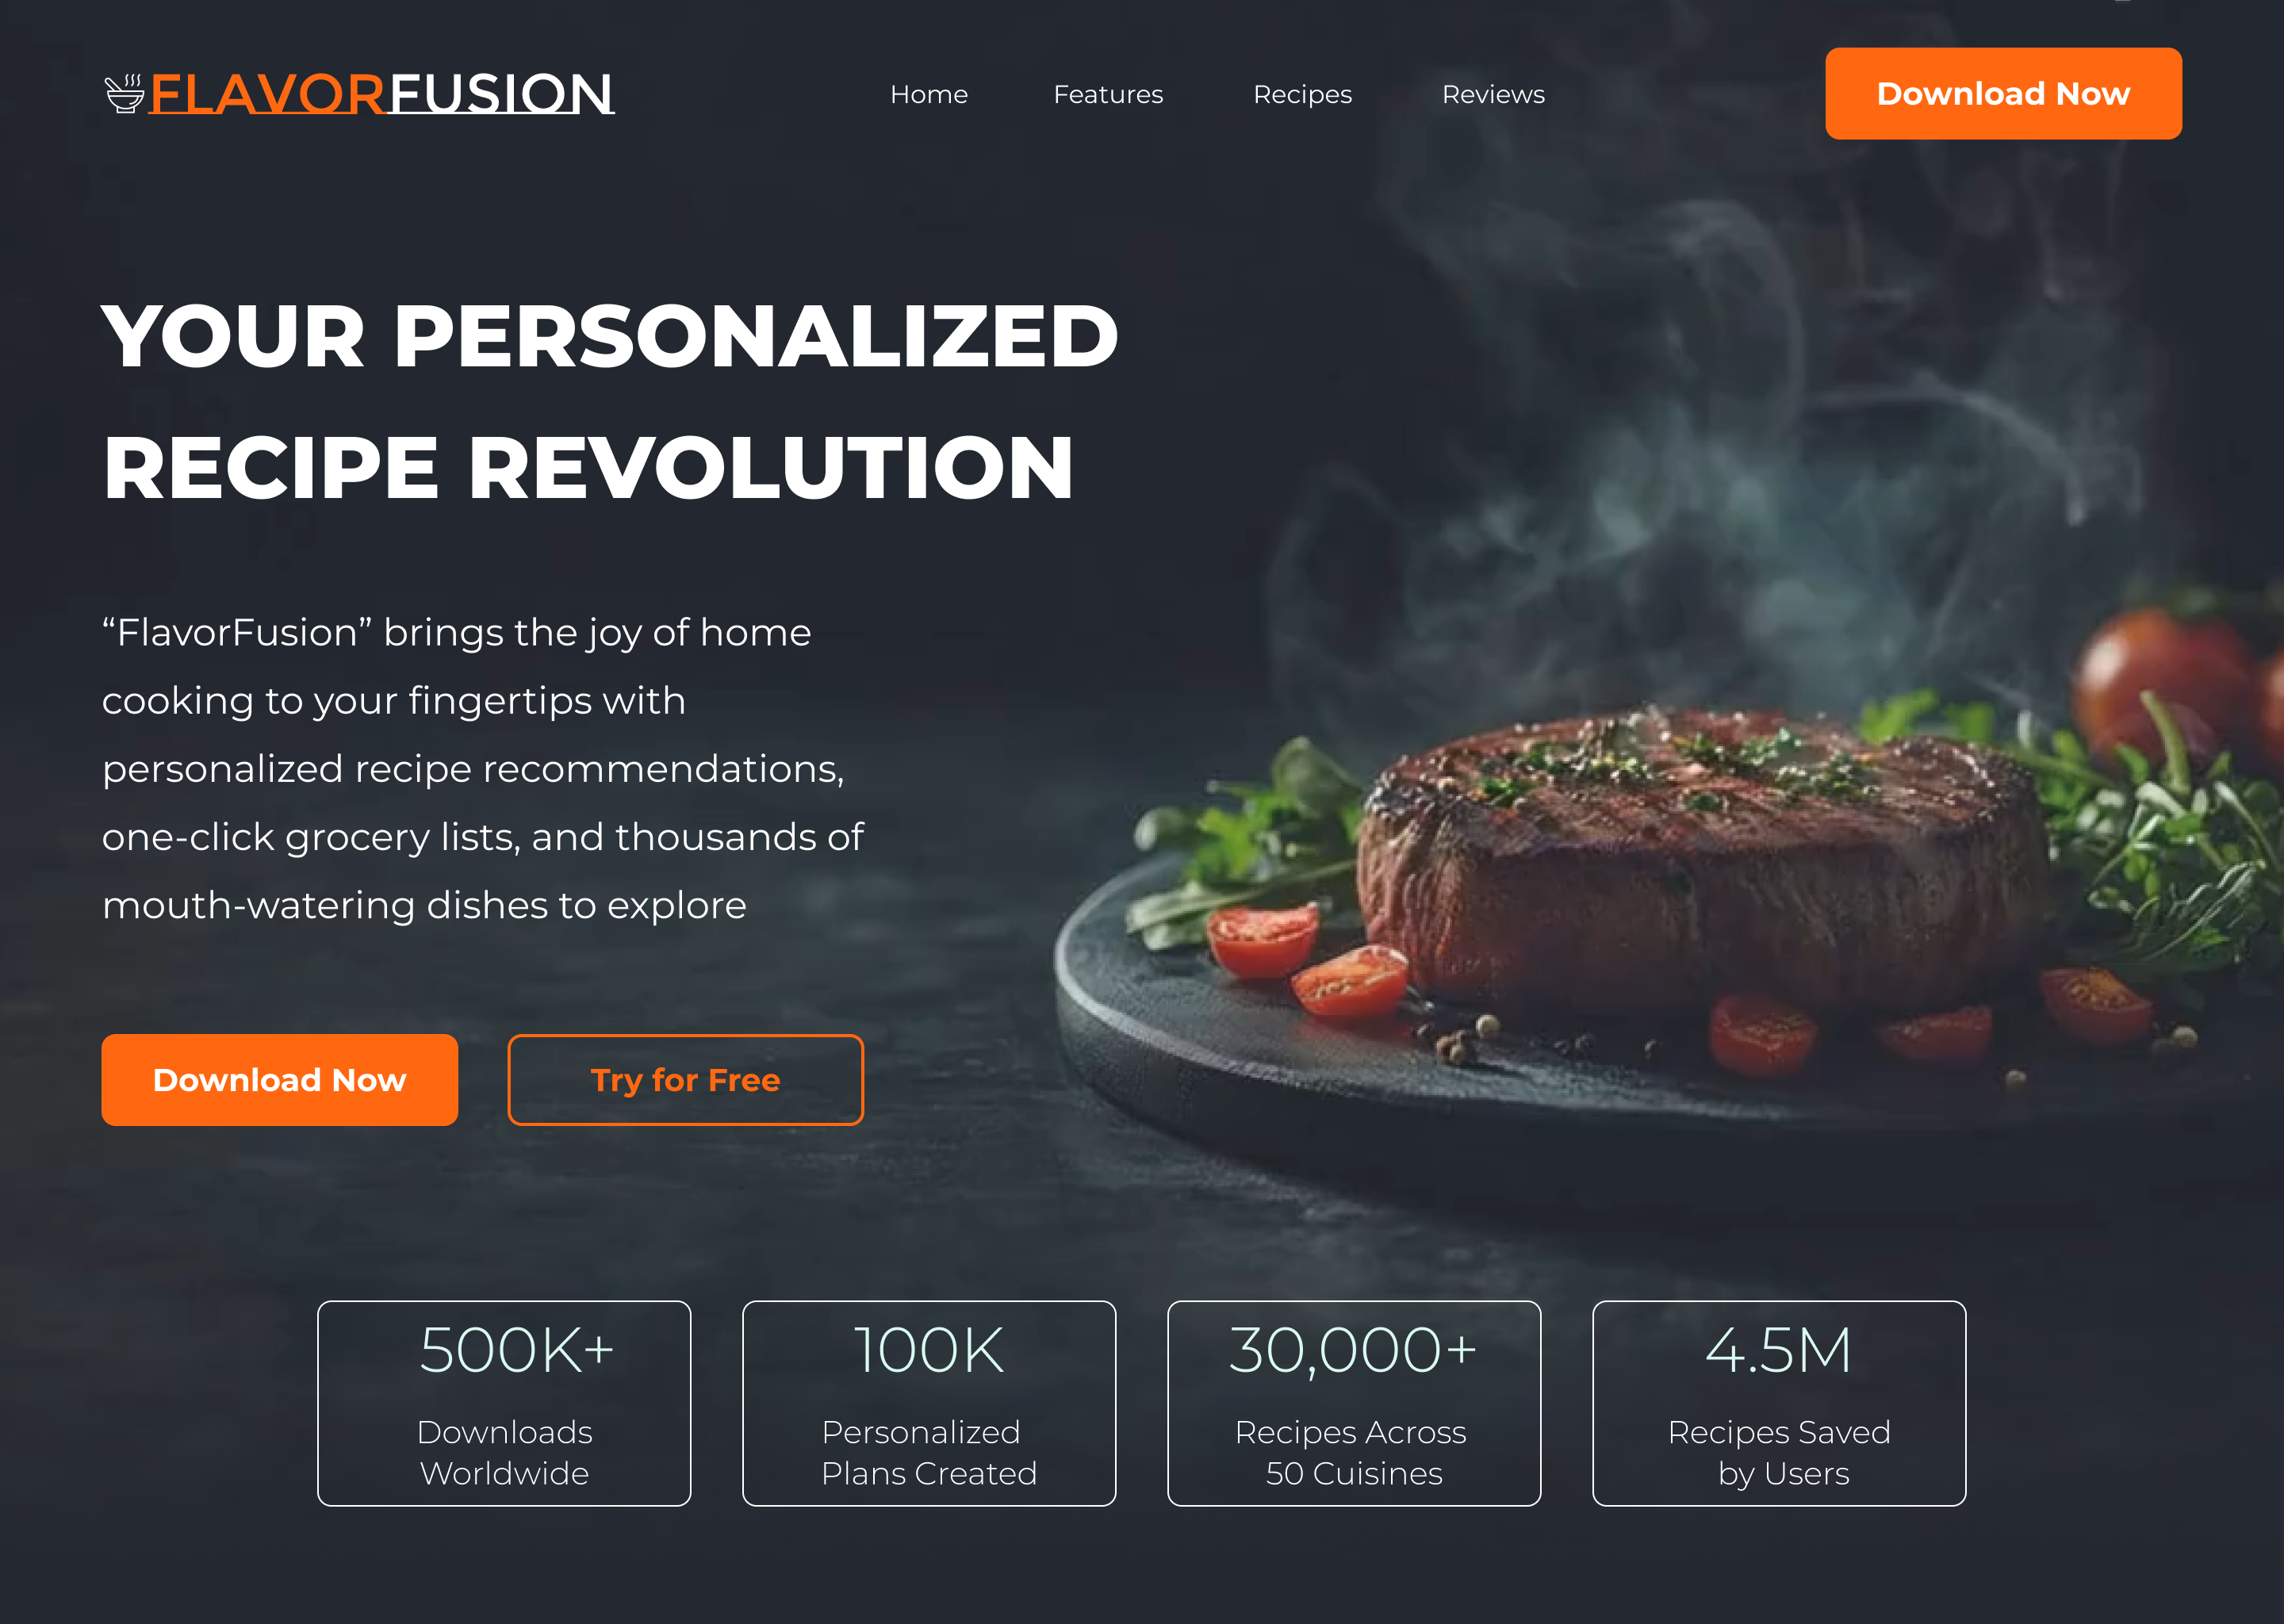 FLAVORFUSION
Home
Features
Recipes
Reviews
Download Now
YOUR PERSONALIZED
RECIPE REVOLUTION
“FlavorFusion” brings the joy of home
cooking to your fingertips with
personalized recipe recommendations,
one-click grocery lists, and thousands of
mouth-watering dishes to explore
Download Now
Try for Free
500K+
Downloads
Worldwide
100K
Personalized
Plans Created
30,000+
Recipes Across
50 Cuisines
4.5M
Recipes Saved
by Users